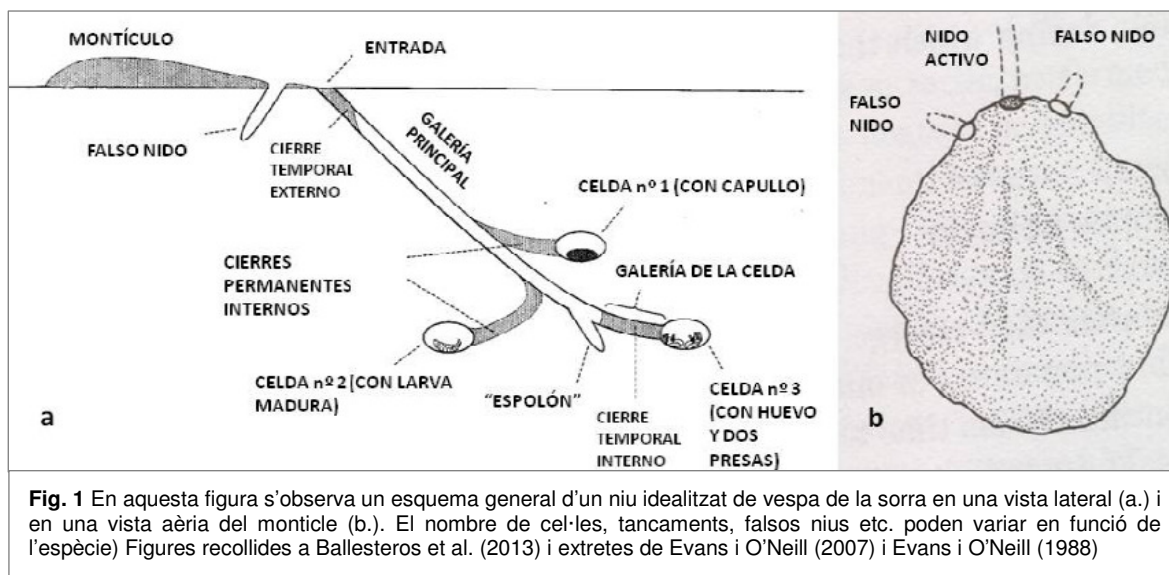 MONTÍCULO
ENTRADA
FALSO NIDO
CIERRE
TEMPORAL
EXTERNO
GALERÍA
PRINCIPAL
CELDA nº 1 (CON CAPULLO)
CIERRES
PERMANENTES
INTERNOS
GALERÍA DE LA CELDA
CELDA nº 2 (CON LARVA
MADURA)
"ESPOLÓN"
CIERRE
TEMPORAL
INTERNO
CELDA nº 3
(CON HUEVO
Y DOS
PRESAS)
a
NIDO
ACTIVO
FALSO NIDO
FALSO
NIDO
b
Fig. 1 En aquesta figura s'observa un esquema general d'un niu idealitzat de vespa de la sorra en una vista lateral (a.) i
en una vista aèria del monticle (b.). El nombre de cel·les, tancaments, falsos nius etc. poden variar en funció de
l'espècie) Figures recollides a Ballesteros et al. (2013) i extretes de Evans i O'Neill (2007) i Evans i O'Neill (1988)